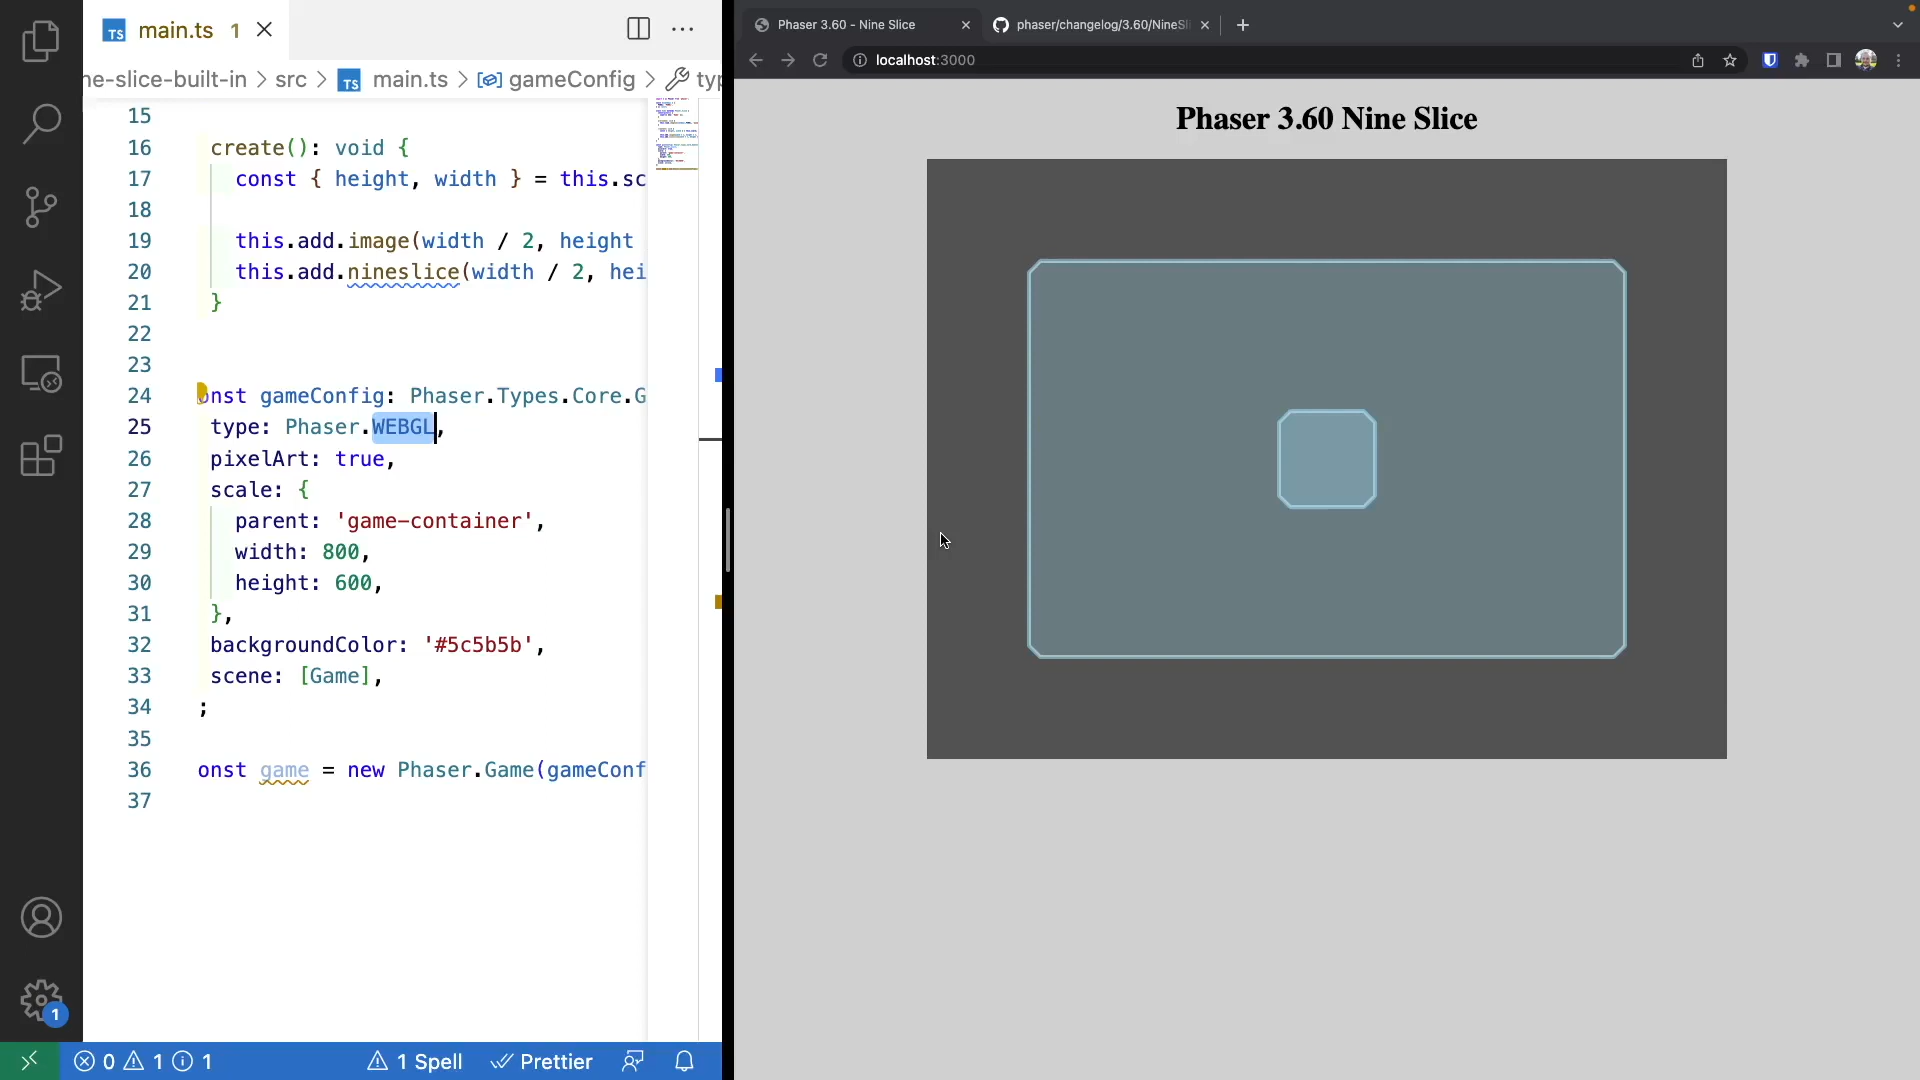 TS main.ts 1
ne-slice-built-in > src > TS main.ts > gameConfig > typ
15
16 create(): void {
17 const { height, width } = this.sc
18
19 this.add.image(width / 2, height
20 this.add.nineslice(width / 2, hei
21 }
22
23
24 onst gameConfig: Phaser.Types.Core.G
25 type: Phaser.WEBGL,
26 pixelArt: true,
27 scale: {
28 parent: 'game-container',
29 width: 800,
30 height: 600,
31 },
32 backgroundColor: '#5c5b5b',
33 scene: [Game],
34 ;
35
36 onst game = new Phaser.Game(gameConf
37
1
0 1 1 1 Spell Prettier
Phaser 3.60 - Nine Slice
phaser/changelog/3.60/NineSl
localhost:3000
Phaser 3.60 Nine Slice